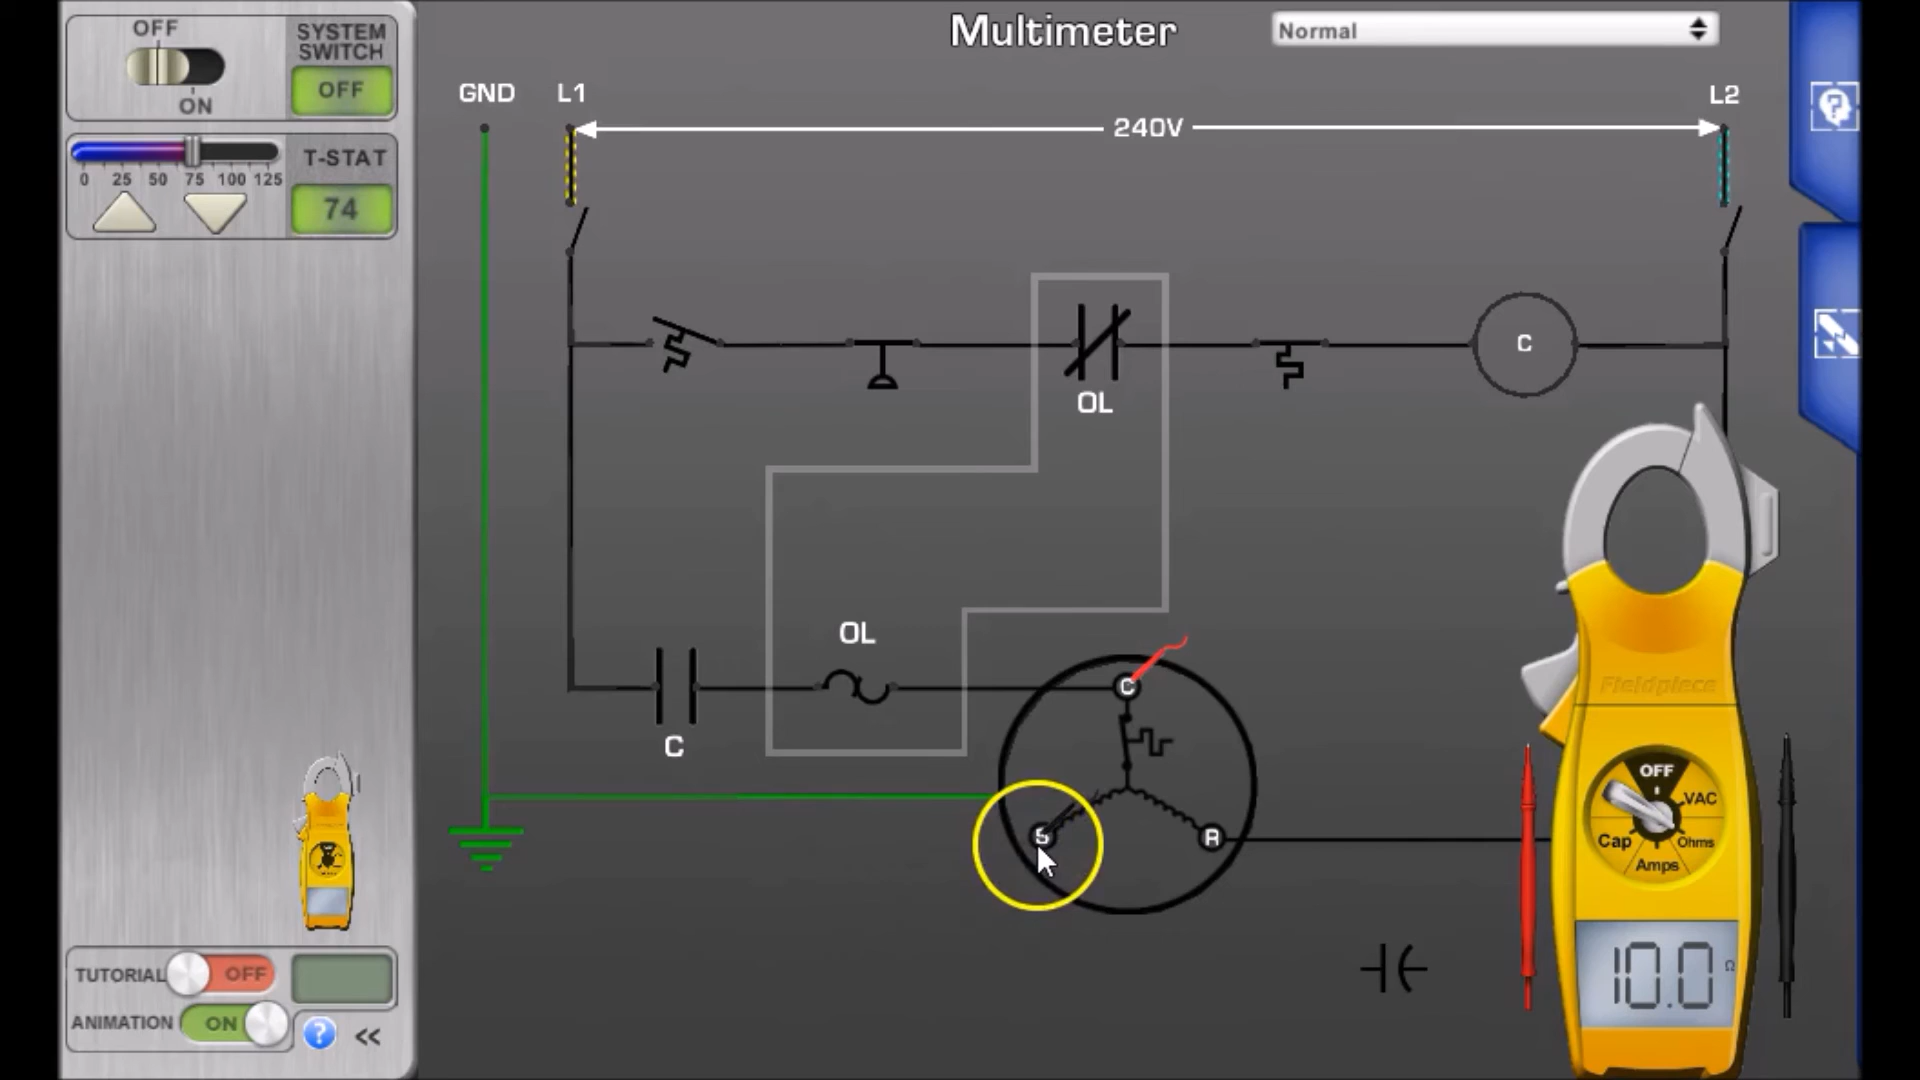 OFF
ON
SYSTEM
SWITCH
OFF
0 25 50 75 100 125
T-STAT
74
TUTORIAL OFF
ANIMATION ON
?
<<
Multimeter
Normal
GND
L1
240V
L2
OL
C
OL
C
C
S
R
Fieldpiece
OFF
VAC
Cap
Ohms
Amps
10.0 Ω